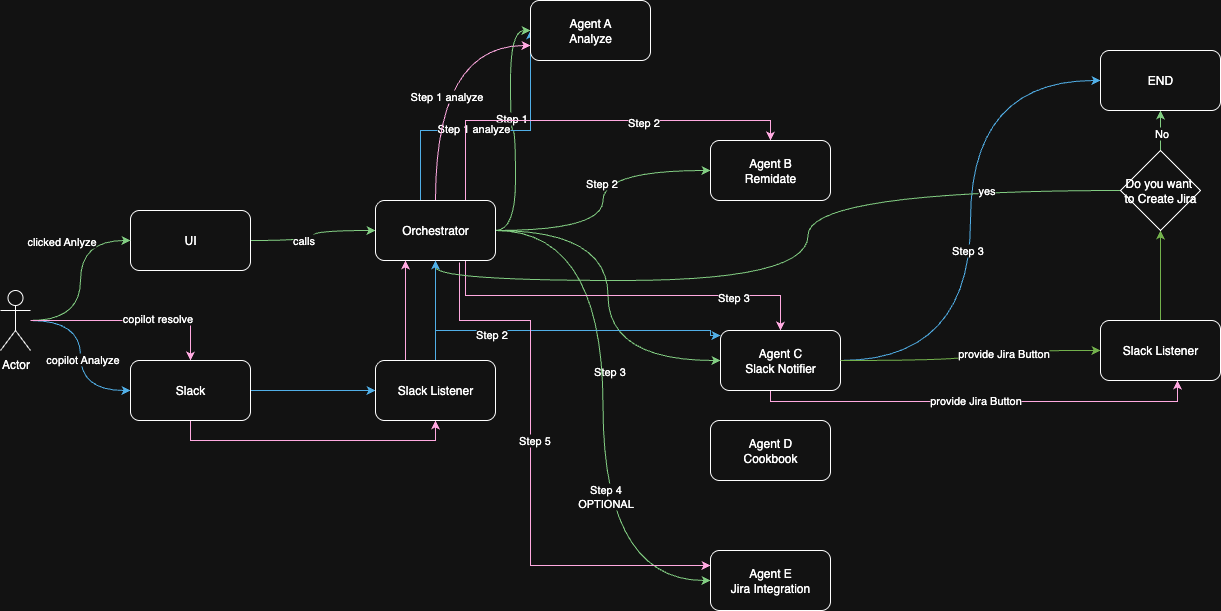 Agent A
Analyze
END
Step 1 analyze
Step 1
Step 1 analyze
Step 2
No
Agent B
Remidate
Step 2
Do you want
to Create Jira
yes
UI
Orchestrator
clicked Anlyze
calls
Step 3
Step 3
copilot resolve
Step 2
Agent C
Slack Notifier
Slack Listener
provide Jira Button
copilot Analyze
Actor
Step 3
Slack
Slack Listener
provide Jira Button
Step 5
Agent D
Cookbook
Step 4
OPTIONAL
Agent E
Jira Integration